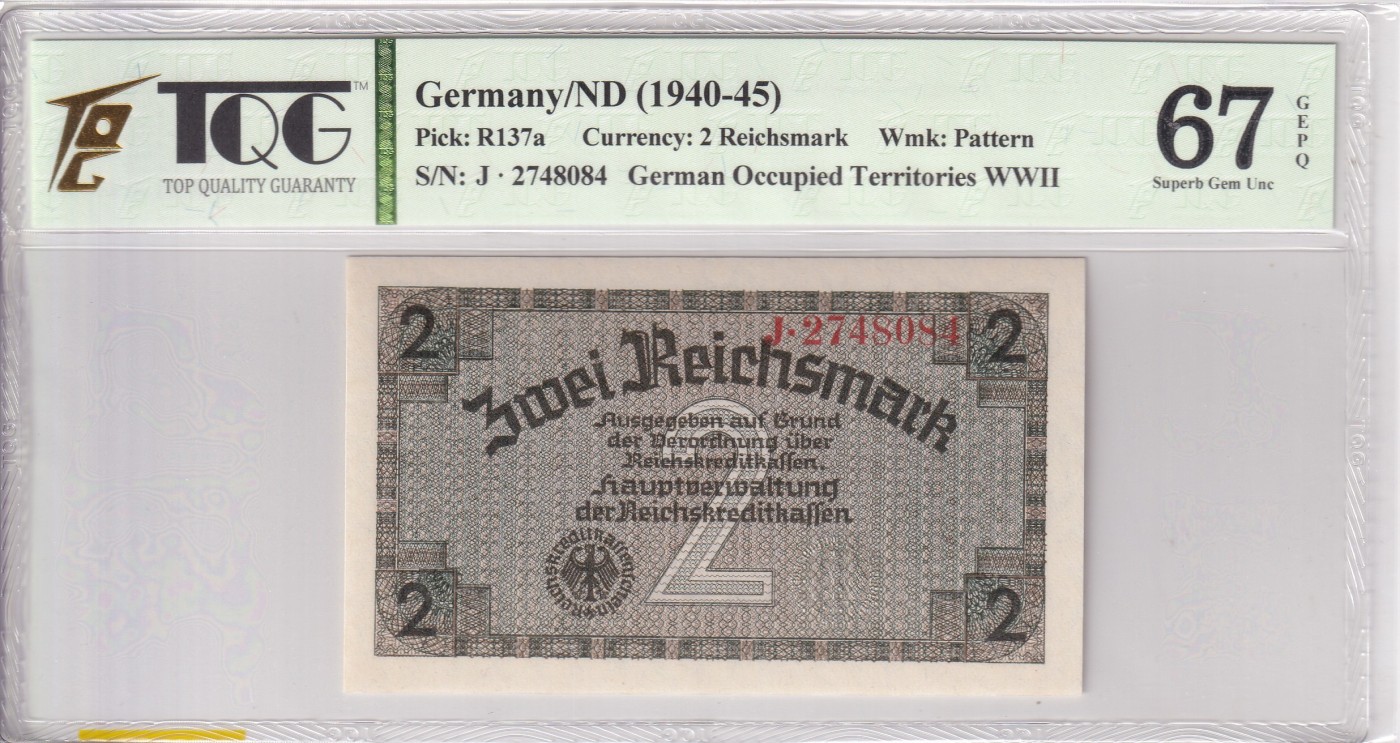 TQG™
TOP QUALITY GUARANTY
Germany/ND (1940-45)
Pick: R137a Currency: 2 Reichsmark Wmk: Pattern
S/N: J · 2748084 German Occupied Territories WWII
67
GEPQ
Superb Gem Unc
2 2
J·2748084
Zwei Reichsmark
Ausgegeben auf Grund
der Verordnung über
Reichskreditkassen.
Hauptverwaltung
der Reichskreditkassen
2
2 2